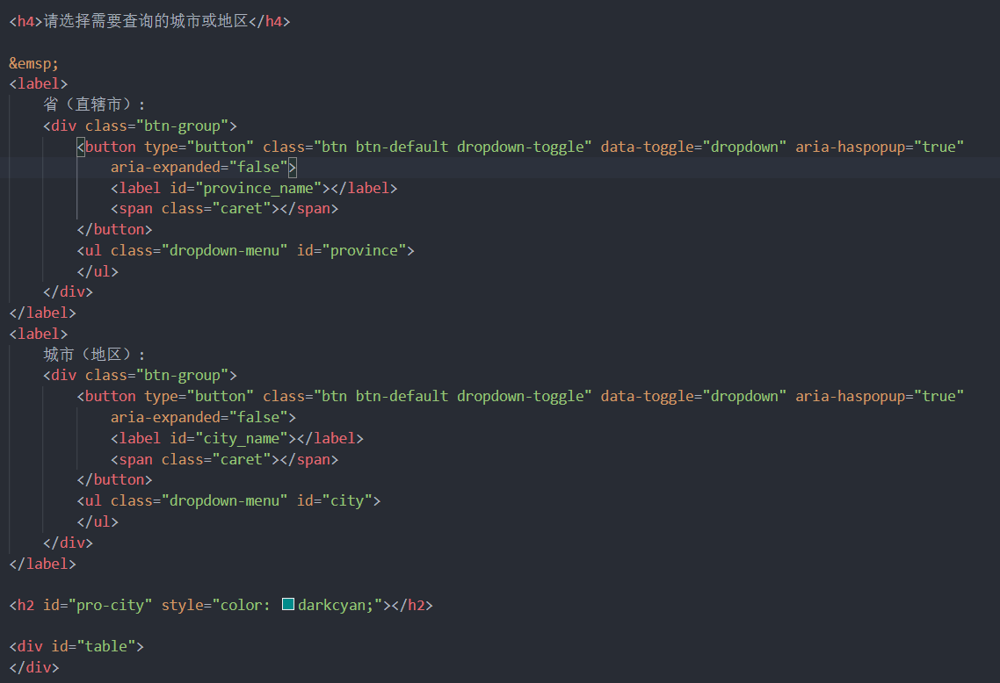 <h4>请选择需要查询的城市或地区</h4>
&emsp;
<label>
省（直辖市）:
<div class="btn-group">
<button type="button" class="btn btn-default dropdown-toggle" data-toggle="dropdown" aria-haspopup="true"
aria-expanded="false">
<label id="province_name"></label>
<span class="caret"></span>
</button>
<ul class="dropdown-menu" id="province">
</ul>
</div>
</label>
<label>
城市（地区）:
<div class="btn-group">
<button type="button" class="btn btn-default dropdown-toggle" data-toggle="dropdown" aria-haspopup="true"
aria-expanded="false">
<label id="city_name"></label>
<span class="caret"></span>
</button>
<ul class="dropdown-menu" id="city">
</ul>
</div>
</label>
<h2 id="pro-city" style="color: darkcyan;"></h2>
<div id="table">
</div>